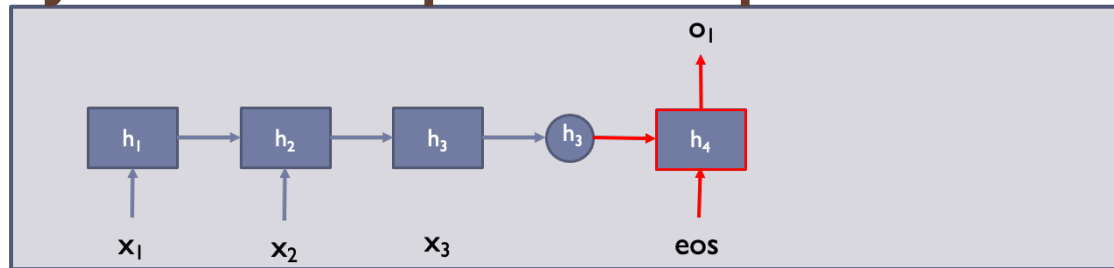 o₁
h₁ h₂ h₃ h₃ h₄
x₁ x₂ x₃ eos